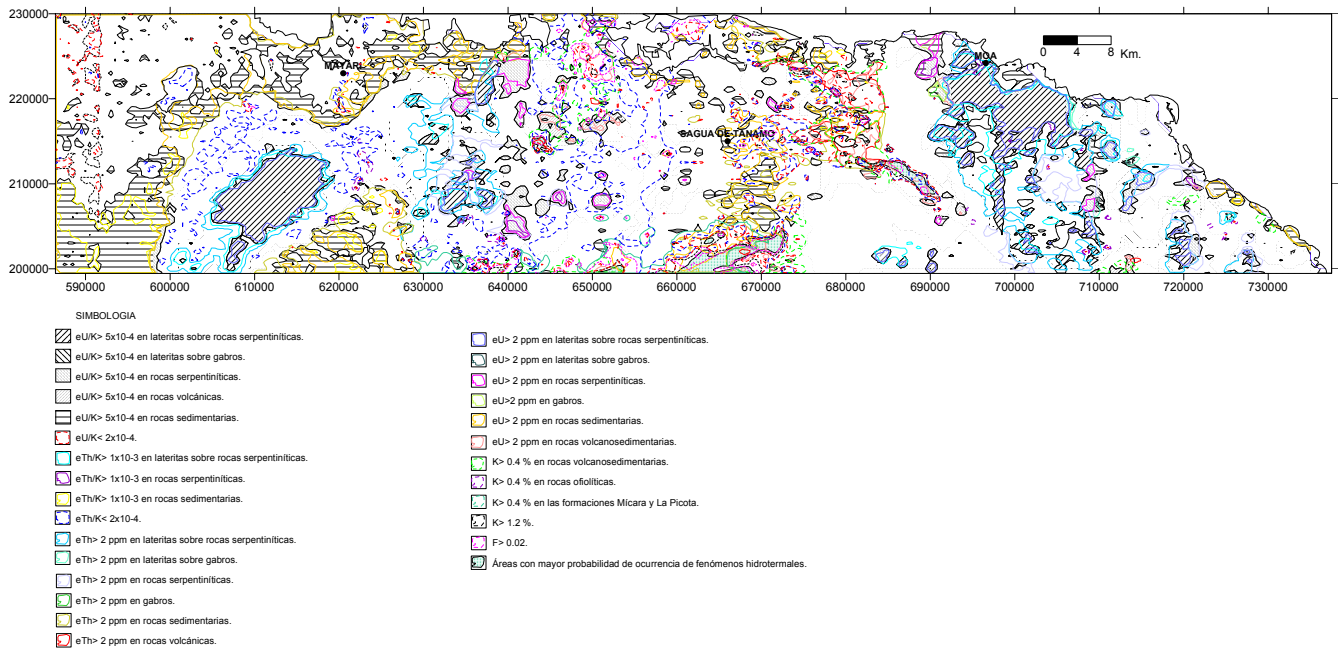 230000
220000
210000
200000
MAYARI
SAGUA DE TANAMO
MOA
0 4 8 Km.
590000 600000 610000 620000 630000 640000 650000 660000 670000 680000 690000 700000 710000 720000 730000
SIMBOLOGIA
eU/K> 5x10-4 en lateritas sobre rocas serpentiníticas.
eU/K> 5x10-4 en lateritas sobre gabros.
eU/K> 5x10-4 en rocas serpentiníticas.
eU/K> 5x10-4 en rocas volcánicas.
eU/K> 5x10-4 en rocas sedimentarias.
eU/K< 2x10-4.
eTh/K> 1x10-3 en lateritas sobre rocas serpentiníticas.
eTh/K> 1x10-3 en rocas serpentiníticas.
eTh/K> 1x10-3 en rocas sedimentarias.
eTh/K< 2x10-4.
eTh> 2 ppm en lateritas sobre rocas serpentiníticas.
eTh> 2 ppm en lateritas sobre gabros.
eTh> 2 ppm en rocas serpentiníticas.
eTh> 2 ppm en gabros.
eTh> 2 ppm en rocas sedimentarias.
eTh> 2 ppm en rocas volcánicas.
eU> 2 ppm en lateritas sobre rocas serpentiníticas.
eU> 2 ppm en lateritas sobre gabros.
eU> 2 ppm en rocas serpentiníticas.
eU>2 ppm en gabros.
eU> 2 ppm en rocas sedimentarias.
eU> 2 ppm en rocas volcanosedimentarias.
K> 0.4 % en rocas volcanosedimentarias.
K> 0.4 % en rocas ofiolíticas.
K> 0.4 % en las formaciones Mícara y La Picota.
K> 1.2 %.
F> 0.02.
Áreas con mayor probabilidad de ocurrencia de fenómenos hidrotermales.